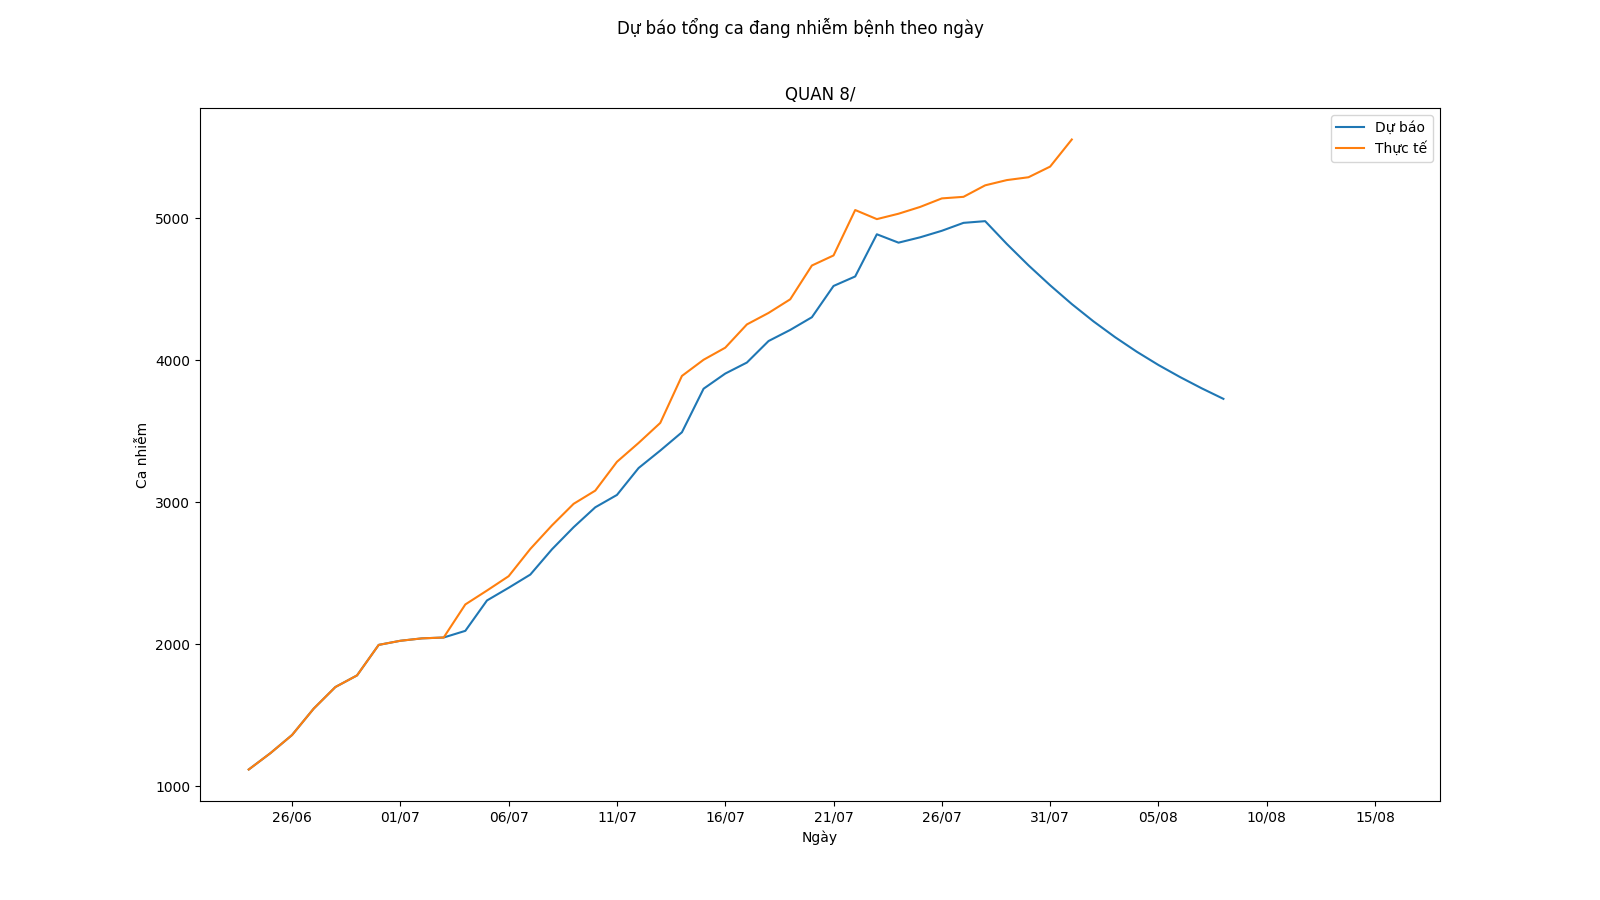 Dự báo tổng ca đang nhiễm bệnh theo ngày
QUAN 8/
Dự báo
Thực tế
5000
4000
3000
2000
1000
Ca nhiễm
26/06
01/07
06/07
11/07
16/07
21/07
26/07
31/07
05/08
10/08
15/08
Ngày